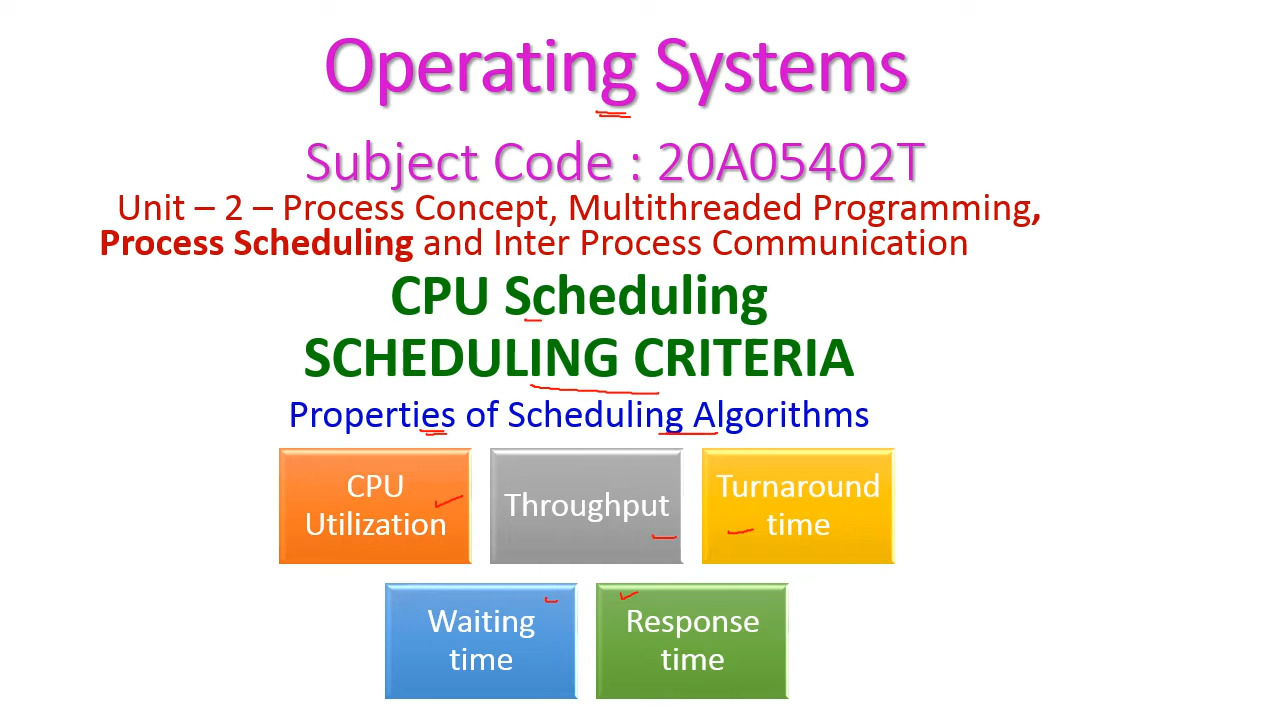 Operating Systems
Subject Code : 20A05402T
Unit – 2 – Process Concept, Multithreaded Programming,
Process Scheduling and Inter Process Communication
CPU Scheduling
SCHEDULING CRITERIA
Properties of Scheduling Algorithms
CPU
Utilization
Throughput
Turnaround
time
Waiting
time
Response
time